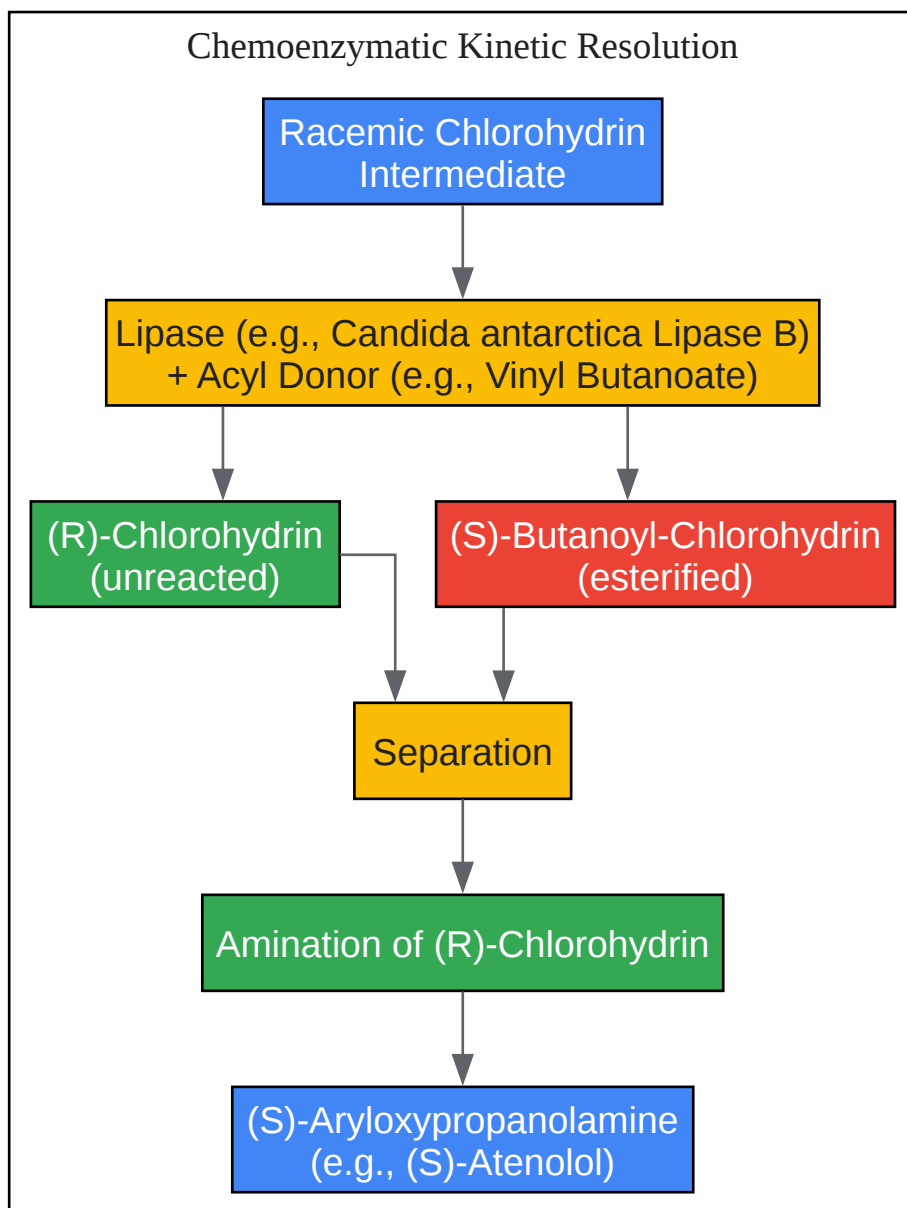 Chemoenzymatic Kinetic Resolution
Racemic Chlorohydrin
Intermediate
Lipase (e.g., Candida antarctica Lipase B)
+ Acyl Donor (e.g., Vinyl Butanoate)
(R)-Chlorohydrin
(unreacted)
(S)-Butanoyl-Chlorohydrin
(esterified)
Separation
Amination of (R)-Chlorohydrin
(S)-Aryloxypropanolamine
(e.g., (S)-Atenolol)